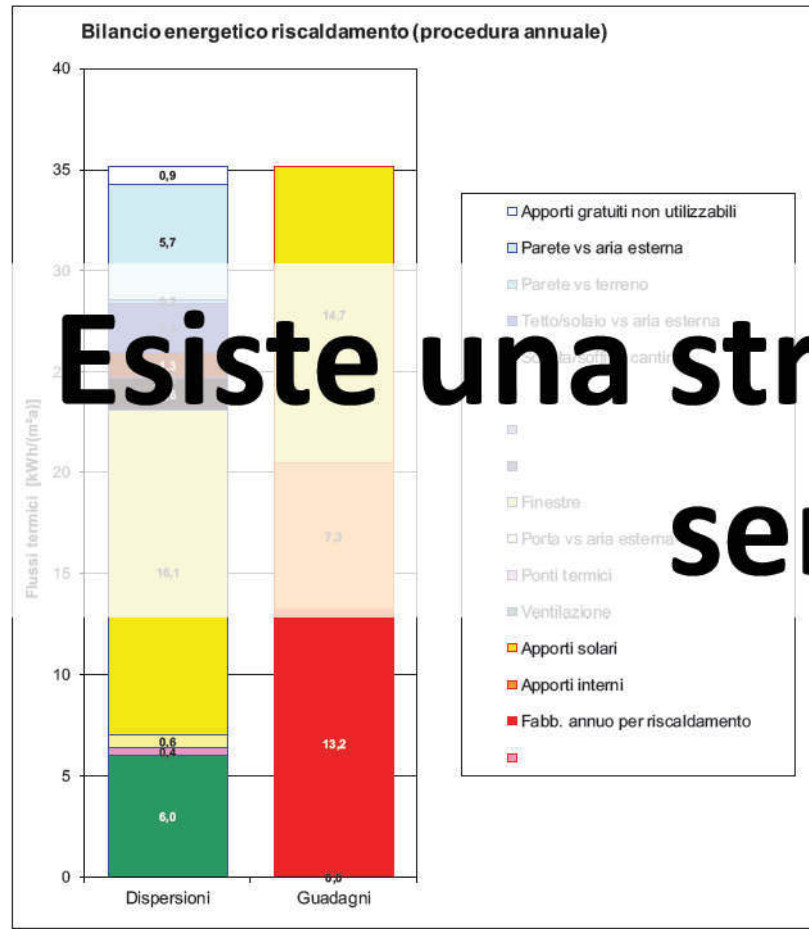 Bilancio energetico riscaldamento (procedura annuale)
Flussi termici [kWh/(m²a)]
40
35
30
20
15
10
5
0
0,9
5,7
16,1
0,6
0,4
6,0
14,7
7,3
13,2
0,0
Dispersioni
Guadagni
Apporti gratuiti non utilizzabili
Parete vs aria esterna
Parete vs terreno
Tetto/solaio vs aria esterna
Finestre
Porta vs aria esterna
Ponti termici
Ventilazione
Apporti solari
Apporti interni
Fabb. annuo per riscaldamento
Esiste una str
ser